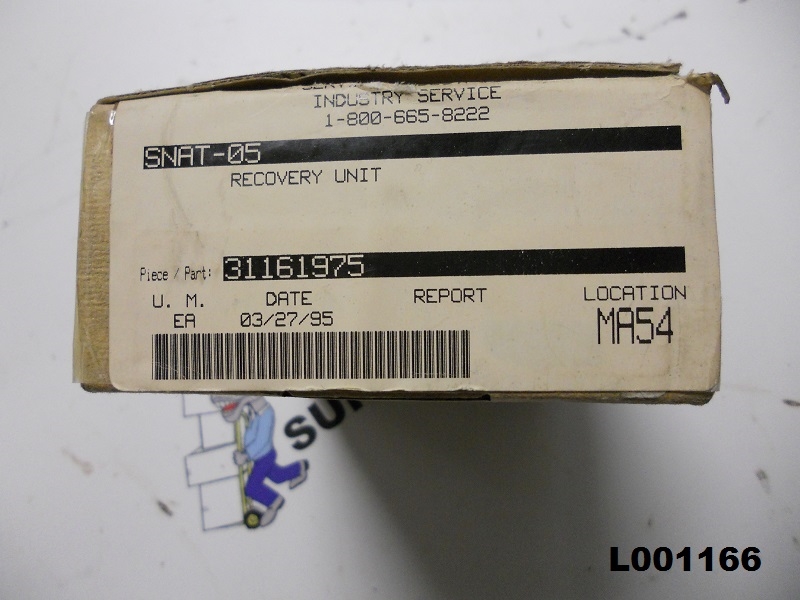 INDUSTRY SERVICE
1-800-665-8222
SNAT-05
RECOVERY UNIT
Piece / Part: 31161975
U. M. DATE REPORT LOCATION
EA 03/27/95 MA54
L001166